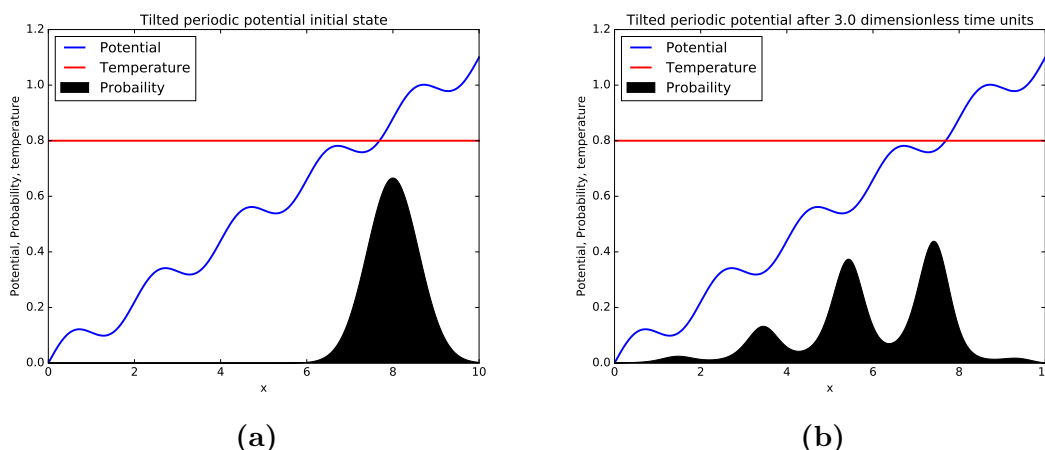 Tilted periodic potential initial state
1.2
1.0
0.8
0.6
0.4
0.2
0.0
Potential, Probability, temperature
Potential
Temperature
Probaility
0 2 4 6 8 10
x
(a)
Tilted periodic potential after 3.0 dimensionless time units
1.2
1.0
0.8
0.6
0.4
0.2
0.0
Potential, Probability, temperature
Potential
Temperature
Probaility
0 2 4 6 8 1
x
(b)